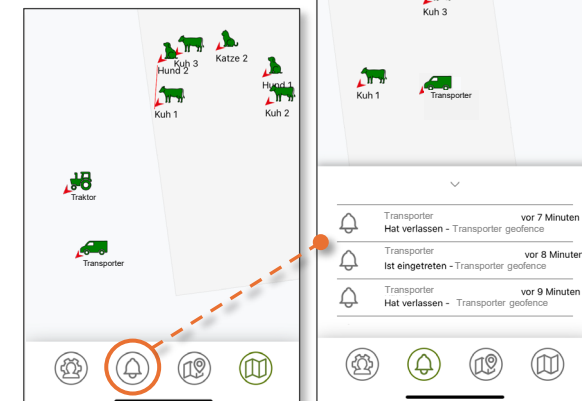 Kuh 3
Katze 2
Hund 2
Hund 1
Kuh 1
Kuh 2
Traktor
Transporter
Kuh 3
Kuh 1
Transporter
Transporter
vor 7 Minuten
Hat verlassen - Transporter geofence
Transporter
vor 8 Minuten
Ist eingetreten - Transporter geofence
Transporter
vor 9 Minuten
Hat verlassen - Transporter geofence